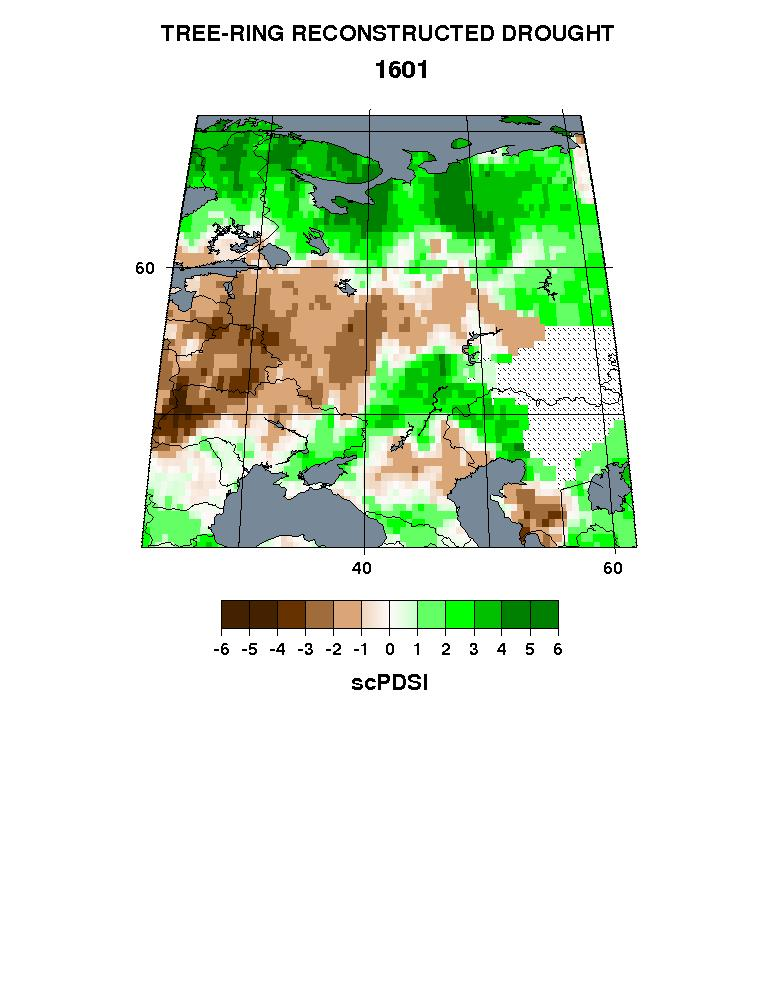 TREE-RING RECONSTRUCTED DROUGHT
1601
60
40 60
-6 -5 -4 -3 -2 -1 0 1 2 3 4 5 6
scPDSI